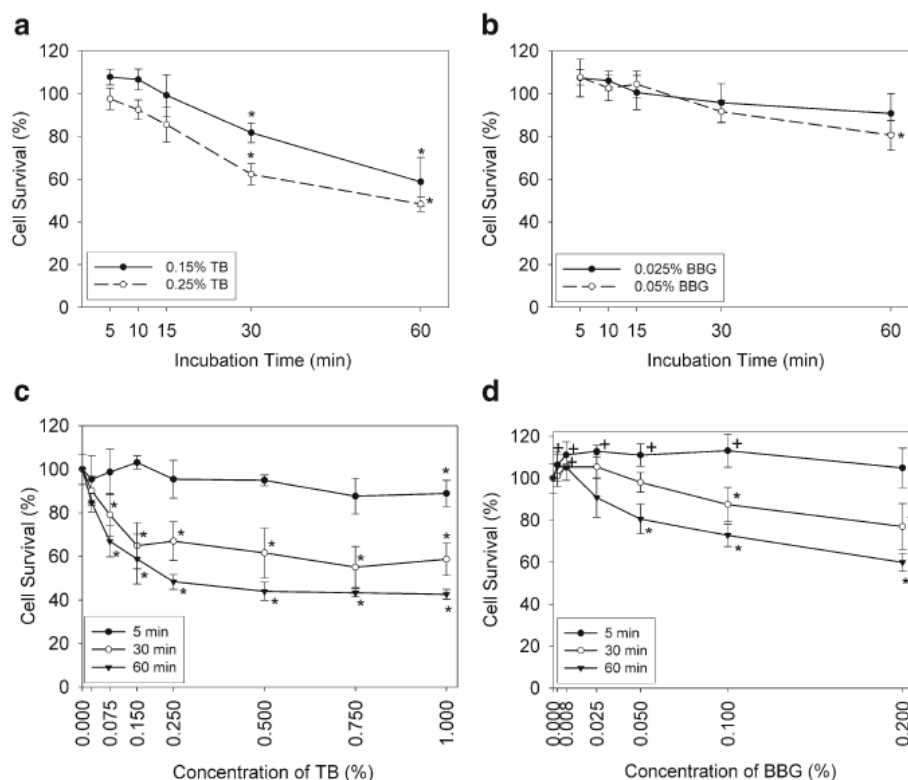 a
120
100
80
60
40
20
0
Cell Survival (%)
*
*
*
*
0.15% TB
0.25% TB
5 10 15 30 60
Incubation Time (min)
b
120
100
80
60
40
20
0
Cell Survival (%)
*
0.025% BBG
0.05% BBG
5 10 15 30 60
Incubation Time (min)
c
120
100
80
60
40
20
0
Cell Survival (%)
*
* * * * * *
* * * * * *
5 min
30 min
60 min
0.000 0.075 0.150 0.250 0.500 0.750 1.000
Concentration of TB (%)
d
120
100
80
60
40
20
0
Cell Survival (%)
+ + + + + +
* *
* * *
5 min
30 min
60 min
0.000 0.008 0.025 0.050 0.100 0.200
Concentration of BBG (%)